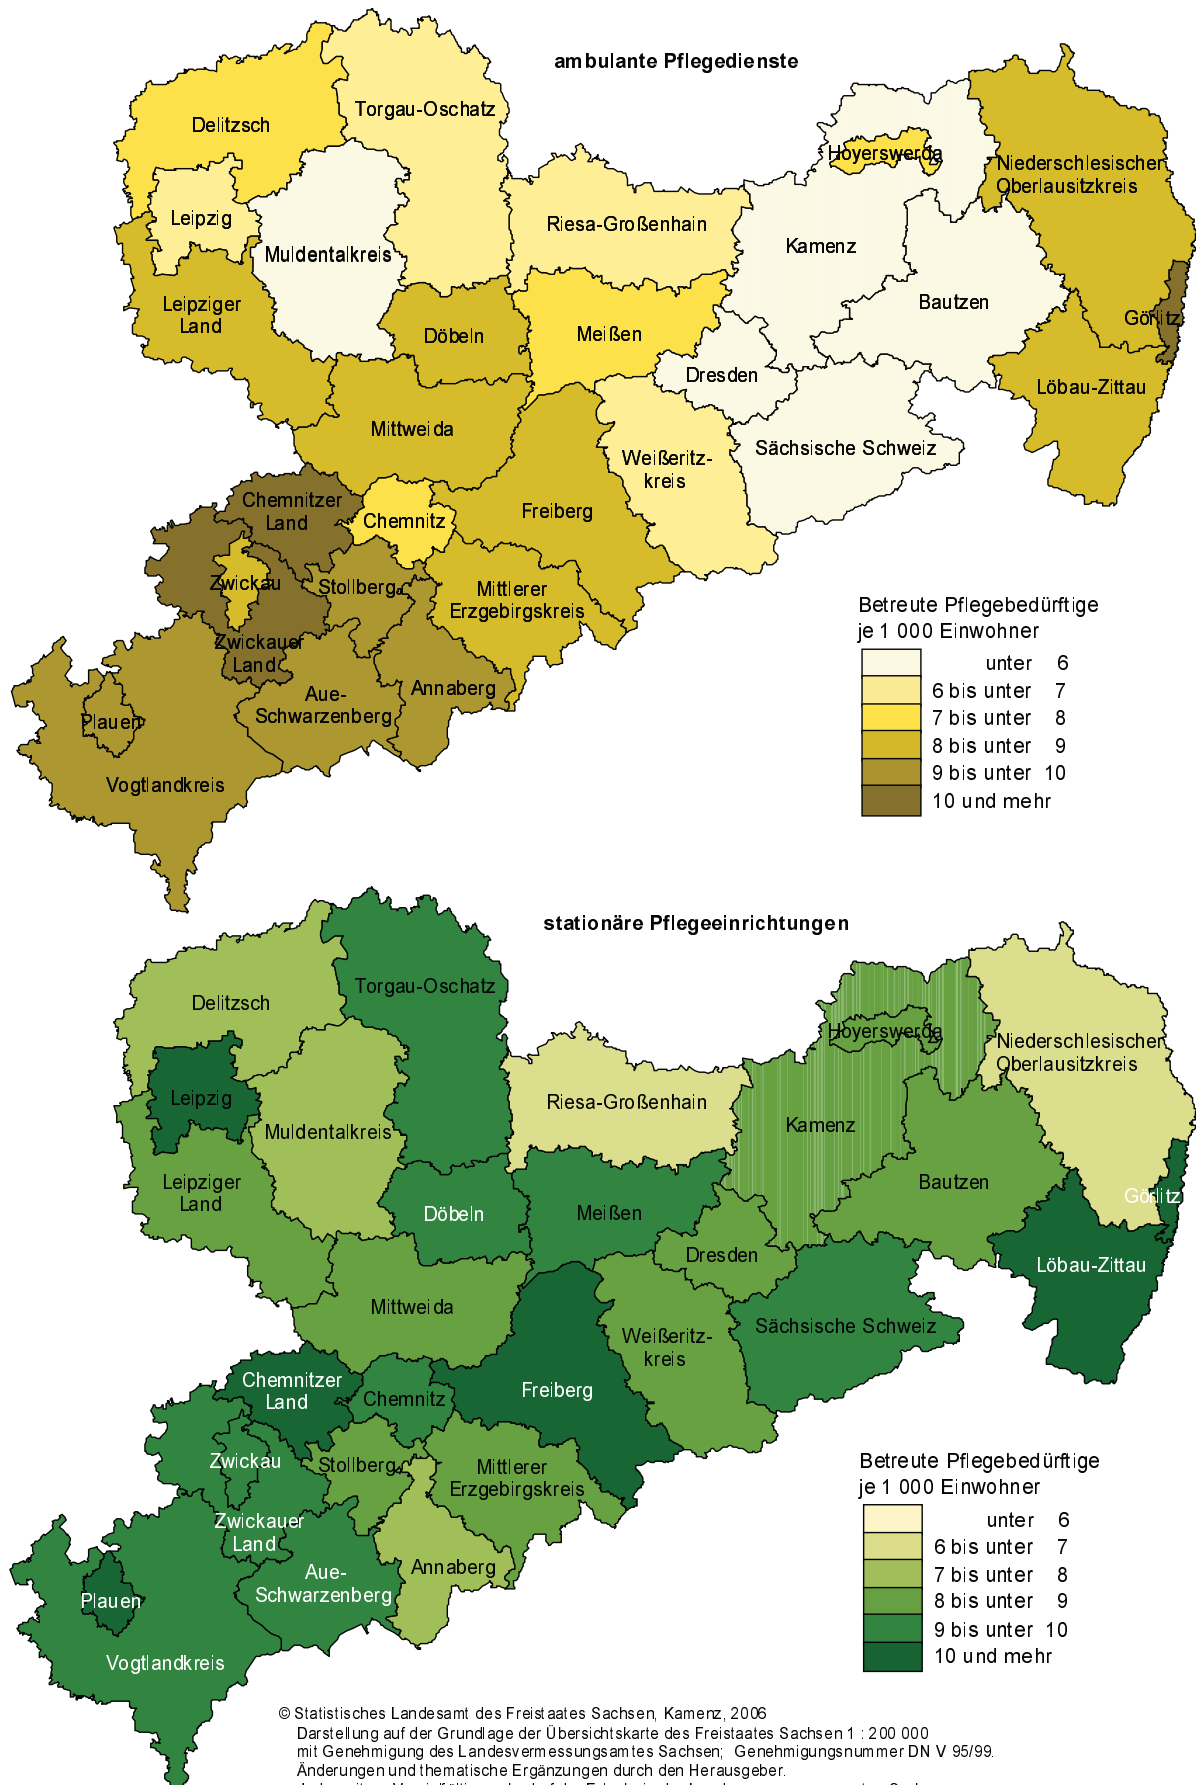 ambulante Pflegedienste
Torgau-Oschatz
Delitzsch
Hoyerswerda
Niederschlesischer
Oberlausitzkreis
Leipzig
Riesa-Großenhain
Kamenz
Muldentalkreis
Leipziger
Land
Bautzen
Görlitz
Döbeln
Meißen
Dresden
Löbau-Zittau
Mittweida
Sächsische Schweiz
Weißeritz-
kreis
Chemnitzer
Land
Chemnitz
Freiberg
Zwickau
Stollberg
Mittlerer
Erzgebirgskreis
Zwickauer
Land
Aue-
Schwarzenberg
Annaberg
Plauen
Vogtlandkreis
Betreute Pflegebedürftige
je 1 000 Einwohner
unter 6
6 bis unter 7
7 bis unter 8
8 bis unter 9
9 bis unter 10
10 und mehr
stationäre Pflegeeinrichtungen
Torgau-Oschatz
Delitzsch
Hoyerswerda
Niederschlesischer
Oberlausitzkreis
Leipzig
Riesa-Großenhain
Kamenz
Muldentalkreis
Leipziger
Land
Bautzen
Görlitz
Döbeln
Meißen
Dresden
Löbau-Zittau
Mittweida
Sächsische Schweiz
Weißeritz-
kreis
Chemnitzer
Land
Chemnitz
Freiberg
Zwickau
Stollberg
Mittlerer
Erzgebirgskreis
Zwickauer
Land
Aue-
Schwarzenberg
Annaberg
Plauen
Vogtlandkreis
Betreute Pflegebedürftige
je 1 000 Einwohner
unter 6
6 bis unter 7
7 bis unter 8
8 bis unter 9
9 bis unter 10
10 und mehr
© Statistisches Landesamt des Freistaates Sachsen, Kamenz, 2006
Darstellung auf der Grundlage der Übersichtskarte des Freistaates Sachsen 1 : 200 000
mit Genehmigung des Landesvermessungsamtes Sachsen; Genehmigungsnummer DN V 95/99.
Änderungen und thematische Ergänzungen durch den Herausgeber.